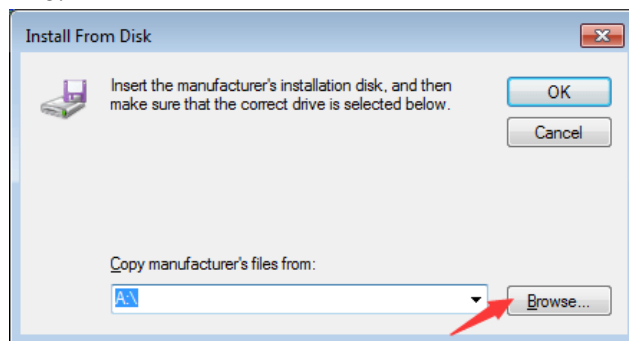 Install From Disk
Insert the manufacturer's installation disk, and then
make sure that the correct drive is selected below.
OK
Cancel
Copy manufacturer's files from:
A:\
Browse...